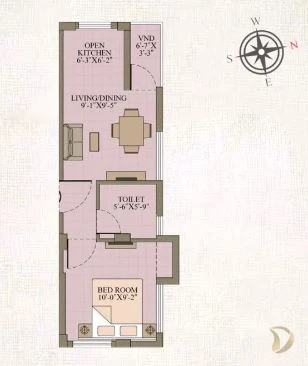 OPEN
KITCHEN
6'-3"X6'-2"
VND
6'-7"X
3'-3"
LIVING/DINING
9'-1"X9'-5"
TOILET
5'-6"X5'-9"
BED ROOM
10'-0"X9'-2"
W
S
N
E